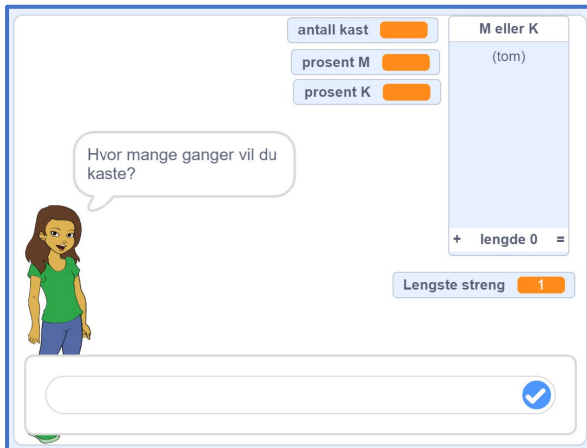 antall kast
prosent M
prosent K
M eller K
(tom)
+ lengde 0 =
Hvor mange ganger vil du
kaste?
Lengste streng 1